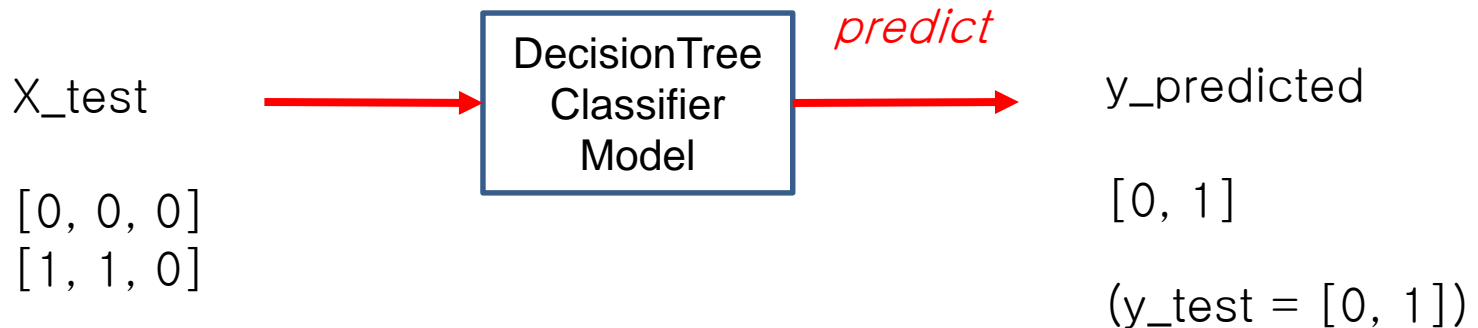 X_test
[0, 0, 0]
[1, 1, 0]
DecisionTree
Classifier
Model
predict
y_predicted
[0, 1]
(y_test = [0, 1])